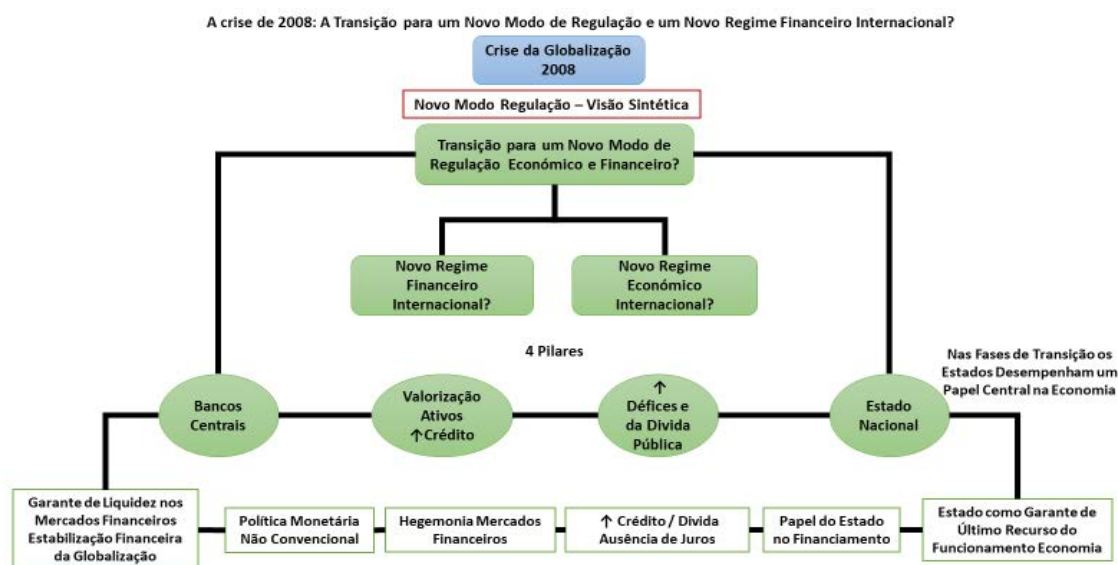 A crise de 2008: A Transição para um Novo Modo de Regulação e um Novo Regime Financeiro Internacional?
Crise da Globalização
2008
Novo Modo Regulação – Visão Sintética
Transição para um Novo Modo de
Regulação Económico e Financeiro?
Novo Regime
Financeiro
Internacional?
Novo Regime
Económico
Internacional?
4 Pilares
Nas Fases de Transição os
Estados Desempenham um
Papel Central na Economia
Bancos
Centrais
Valorização
Ativos
↑Crédito
↑
Défices e
da Divida
Pública
Estado
Nacional
Garante de Liquidez nos
Mercados Financeiros
Estabilização Financeira
da Globalização
Política Monetária
Não Convencional
Hegemonia Mercados
Financeiros
↑ Crédito / Divida
Ausência de Juros
Papel do Estado
no Financiamento
Estado como Garante de
Último Recurso do
Funcionamento Economia